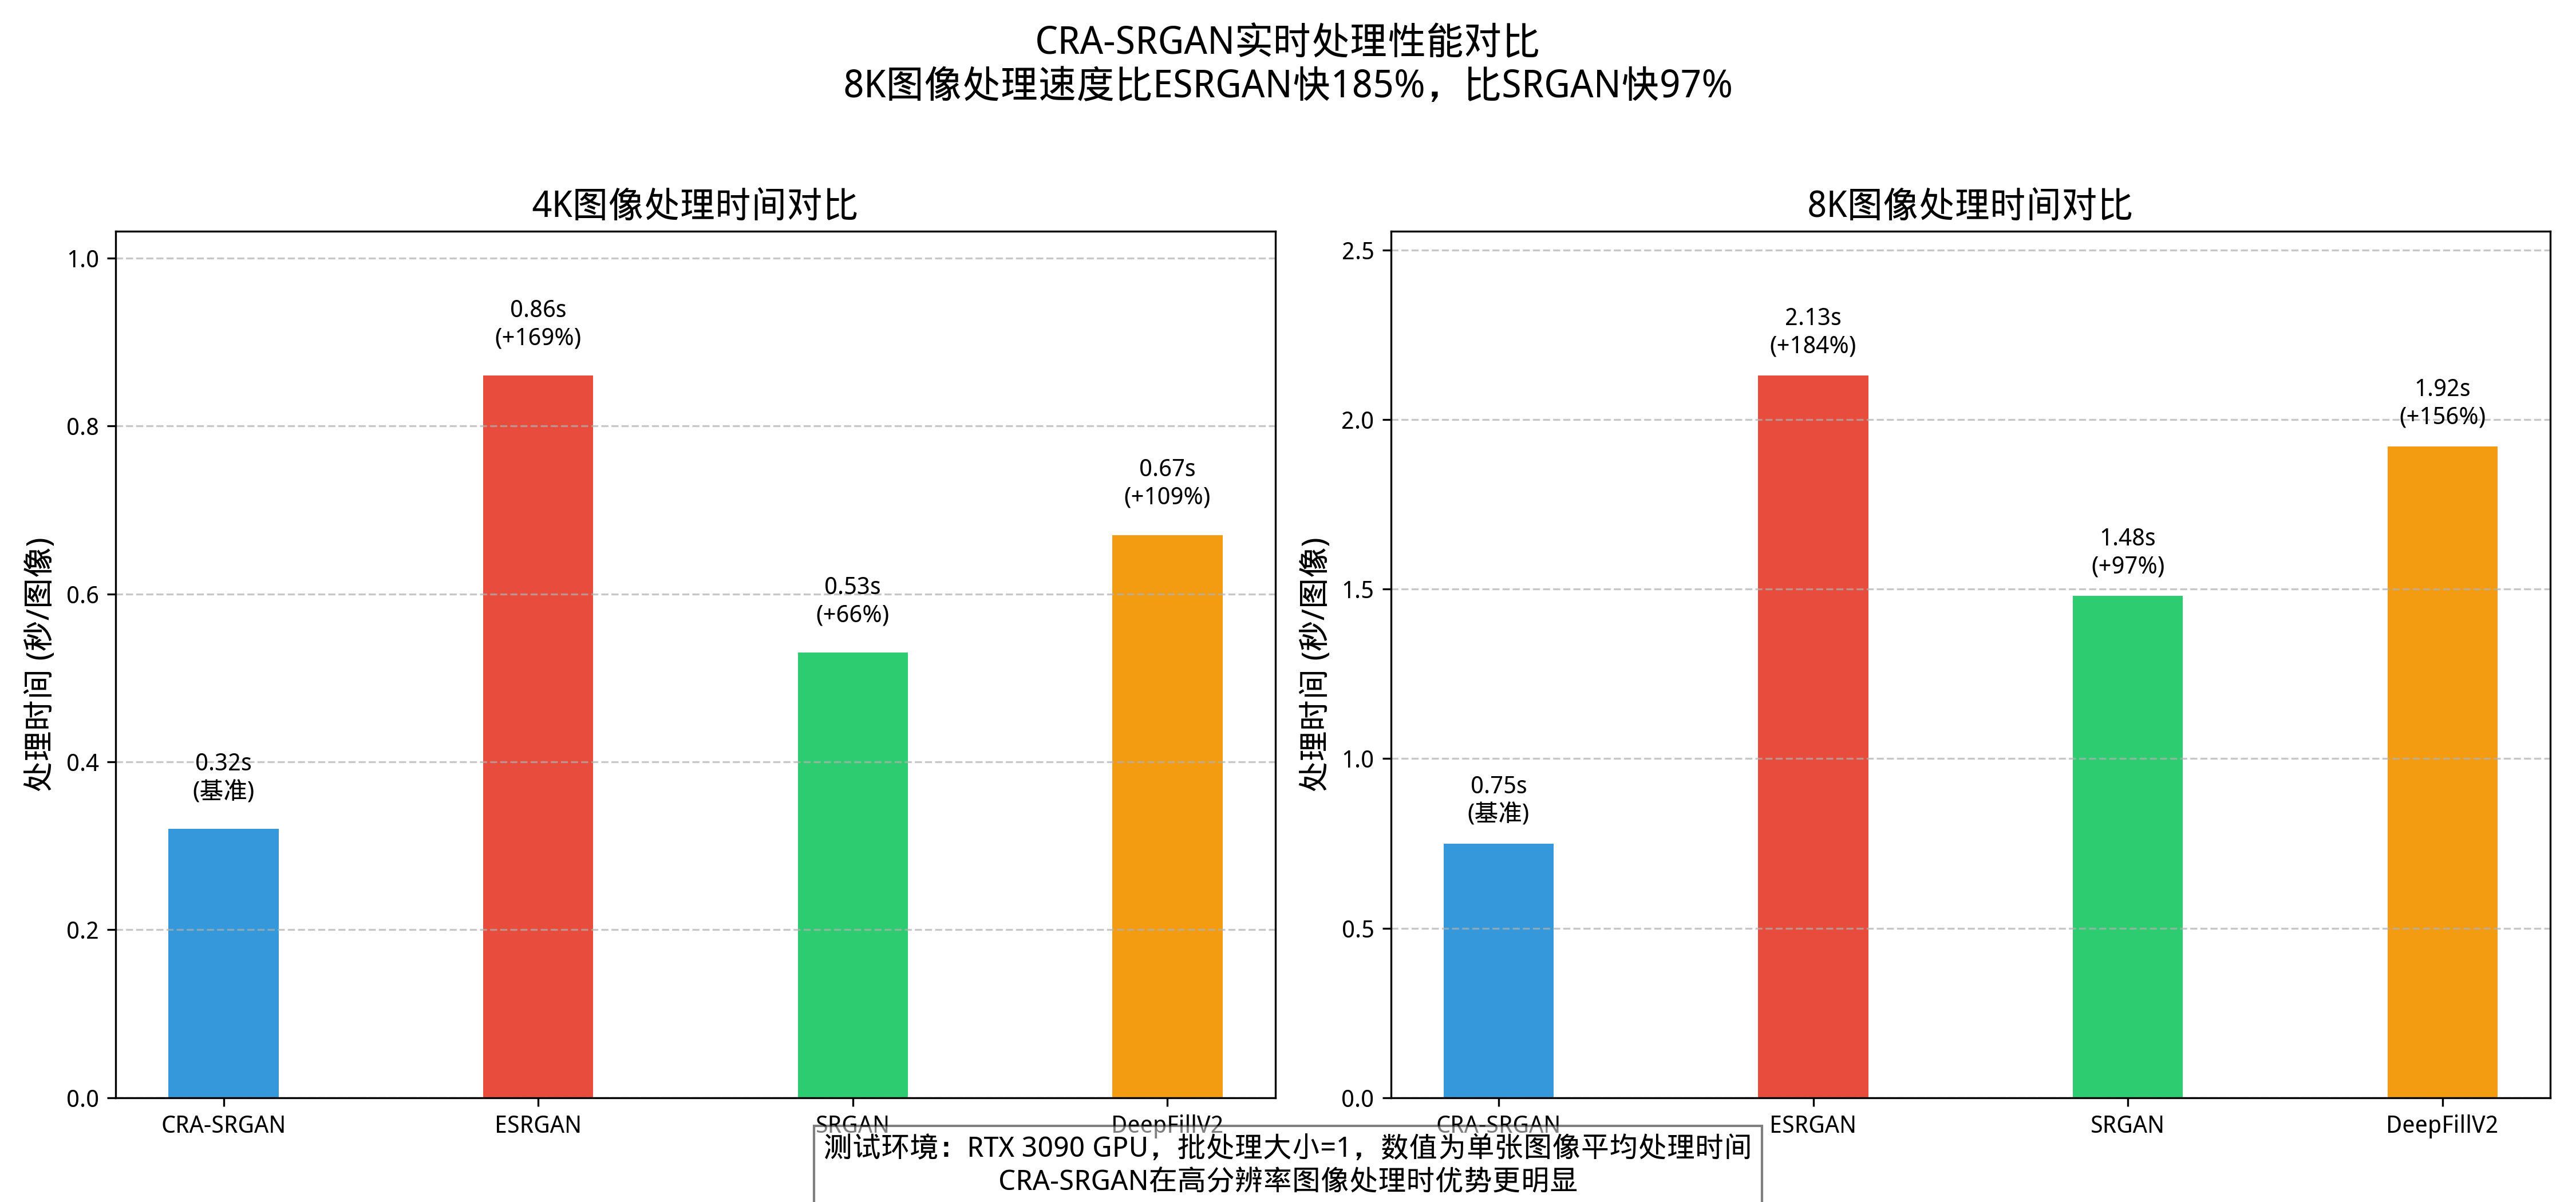 CRA-SRGAN实时处理性能对比
8K图像处理速度比ESRGAN快185%，比SRGAN快97%
4K图像处理时间对比
处理时间 (秒/图像)
1.0
0.8
0.6
0.4
0.2
0.0
0.32s
(基准)
0.86s
(+169%)
0.53s
(+66%)
0.67s
(+109%)
CRA-SRGAN
ESRGAN
SRGAN
DeepFillV2
8K图像处理时间对比
处理时间 (秒/图像)
2.5
2.0
1.5
1.0
0.5
0.0
0.75s
(基准)
2.13s
(+184%)
1.48s
(+97%)
1.92s
(+156%)
CRA-SRGAN
ESRGAN
SRGAN
DeepFillV2
测试环境：RTX 3090 GPU，批处理大小=1，数值为单张图像平均处理时间
CRA-SRGAN在高分辨率图像处理时优势更明显